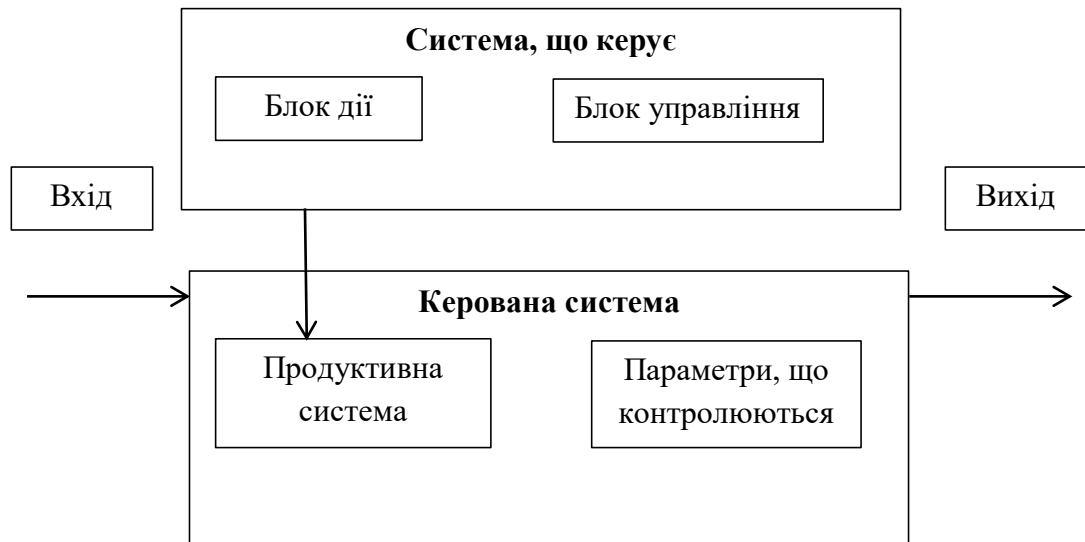 Система, що керує
Блок дії
Блок управління
Вхід
Вихід
Керована система
Продуктивна
система
Параметри, що
контролюються